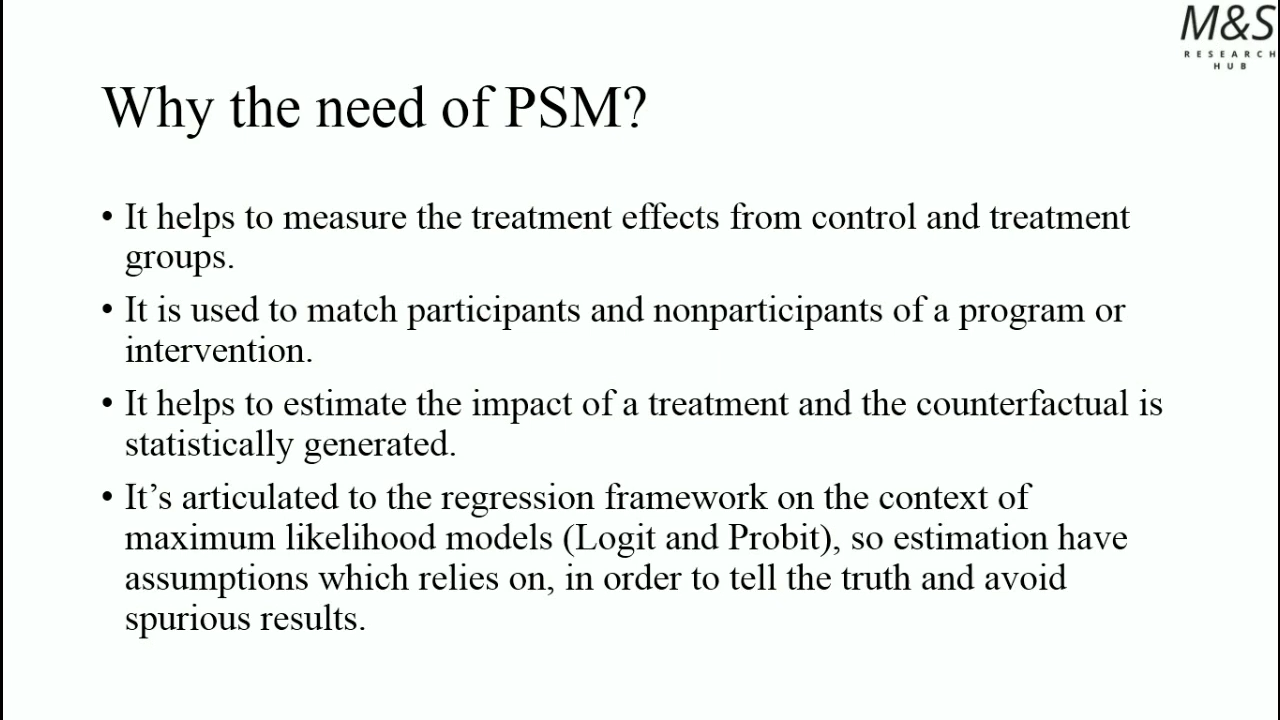 M&S
RESEARCH
HUB
Why the need of PSM?
• It helps to measure the treatment effects from control and treatment
groups.
• It is used to match participants and nonparticipants of a program or
intervention.
• It helps to estimate the impact of a treatment and the counterfactual is
statistically generated.
• It’s articulated to the regression framework on the context of
maximum likelihood models (Logit and Probit), so estimation have
assumptions which relies on, in order to tell the truth and avoid
spurious results.